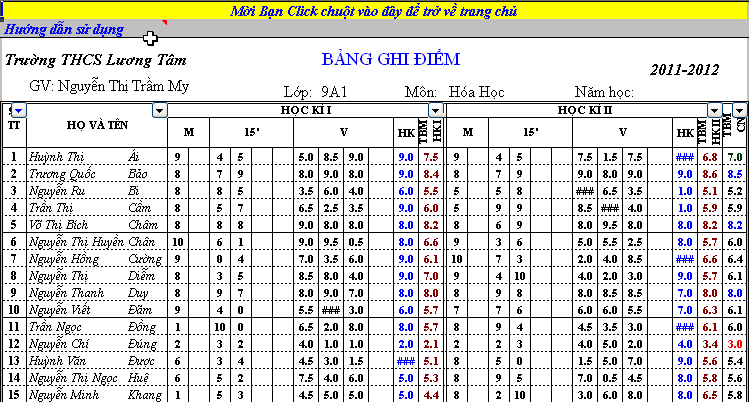 Mời Bạn Click chuột vào đây để trở về trang chủ
Hướng dẫn sử dụng
Trường THCS Lương Tâm BẢNG GHI ĐIỂM 2011-2012
GV: Nguyễn Thị Trầm My Lớp: 9A1 Môn: Hóa Học Năm học:
TT HỌ VÀ TÊN HỌC KÌ I HỌC KÌ II
M 15' V HK TBM HKI M 15' V HK TBM HKII TBM CN
1 Huỳnh Thị Ái 9 4 5 5.0 8.5 9.0 9.0 7.5 9 4 5 7.5 1.5 7.5 ### 6.8 7.0
2 Trương Quốc Bảo 8 7 9 8.0 9.0 8.0 9.0 8.4 8 7 9 9.0 8.0 9.0 9.0 8.6 8.5
3 Nguyễn Ru Bi 8 8 5 3.5 6.0 4.0 6.0 5.5 5 5 8 ### 6.5 3.5 1.0 5.1 5.2
4 Trần Thị Cẩm 8 5 7 6.5 2.5 3.5 9.0 6.0 9 5 9 8.5 ### 4.0 1.0 5.9 5.9
5 Võ Thị Bích Châm 8 8 8 9.0 8.0 8.0 8.0 8.2 8 6 9 8.0 9.5 8.0 8.0 8.2 8.2
6 Nguyễn Thị Huyền Chân 10 6 1 9.0 9.5 0.5 8.0 6.6 9 3 6 5.0 5.5 2.5 8.0 5.7 6.0
7 Nguyễn Hồng Cường 9 0 4 7.0 3.5 6.0 9.0 6.1 10 7 3 2.0 4.0 8.5 ### 6.6 6.4
8 Nguyễn Thị Diễm 8 3 5 8.5 8.0 4.0 9.0 7.0 9 4 10 4.0 2.0 3.0 9.0 5.7 6.1
9 Nguyễn Thanh Duy 8 9 7 8.0 9.0 7.0 8.0 8.0 9 9 8 8.0 8.5 8.5 7.0 8.0 8.0
10 Nguyễn Viết Đăm 9 4 0 5.5 ### 3.0 6.0 5.7 7 7 6 6.0 6.0 5.5 7.0 6.3 6.1
11 Trần Ngọc Đồng 1 10 0 6.5 2.0 8.0 8.0 5.7 8 9 4 4.5 3.5 3.0 ### 6.1 6.0
12 Nguyễn Chí Đúng 2 3 2 4.0 1.0 1.0 2.0 2.1 2 2 3 4.0 5.0 2.0 4.0 3.4 3.0
13 Huỳnh Văn Được 6 3 4 4.5 3.0 1.5 ### 5.1 8 5 0 1.5 5.0 7.0 9.0 5.6 5.4
14 Nguyễn Thị Ngọc Huệ 6 5 2 7.5 4.0 6.0 5.0 5.3 8 9 5 7.0 0.5 4.5 8.0 5.8 5.6
15 Nguyễn Minh Khang 1 5 3 4.5 5.0 5.0 5.0 4.4 8 2 10 3.0 6.0 8.0 8.0 6.5 5.8